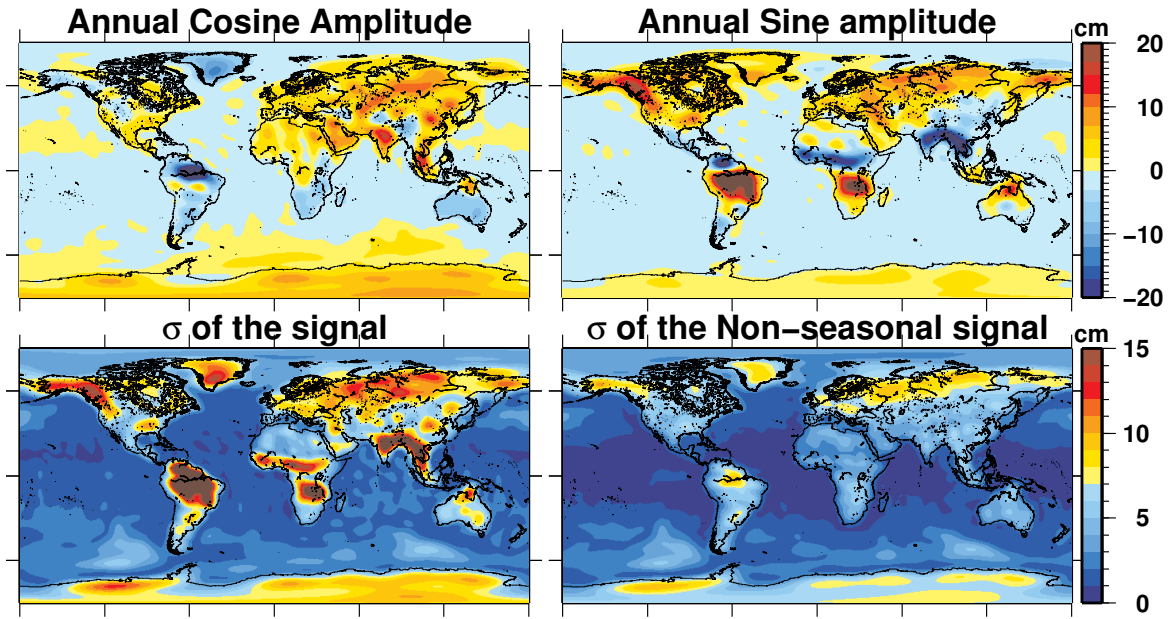 Annual Cosine Amplitude
Annual Sine amplitude
cm
20
10
0
−10
−20
σ of the signal
σ of the Non−seasonal signal
cm
15
10
5
0